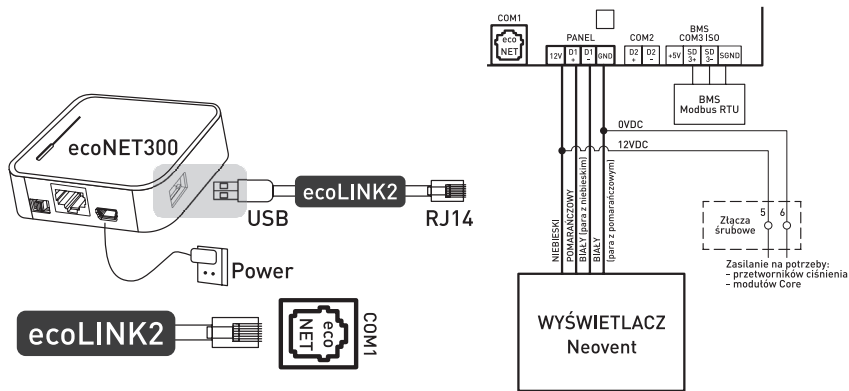 ecoNET300
ecoLINK2
USB
RJ14
Power
ecoLINK2
eco
NET
COM1
COM1
eco
NET
PANEL
12V
D1
+
D1
-
GND
COM2
D2
+
D2
-
BMS
COM3 ISO
+5V
SD
3+
SD
3-
SGND
BMS
Modbus RTU
0VDC
12VDC
NIEBIESKI
POMARAŃCZOWY
BIAŁY (para z niebieskim)
BIAŁY
(para z pomarańczowym)
5
6
Złącza
śrubowe
Zasilanie na potrzeby:
- przetworników ciśnienia
- modułów Core
WYŚWIETLACZ
Neovent